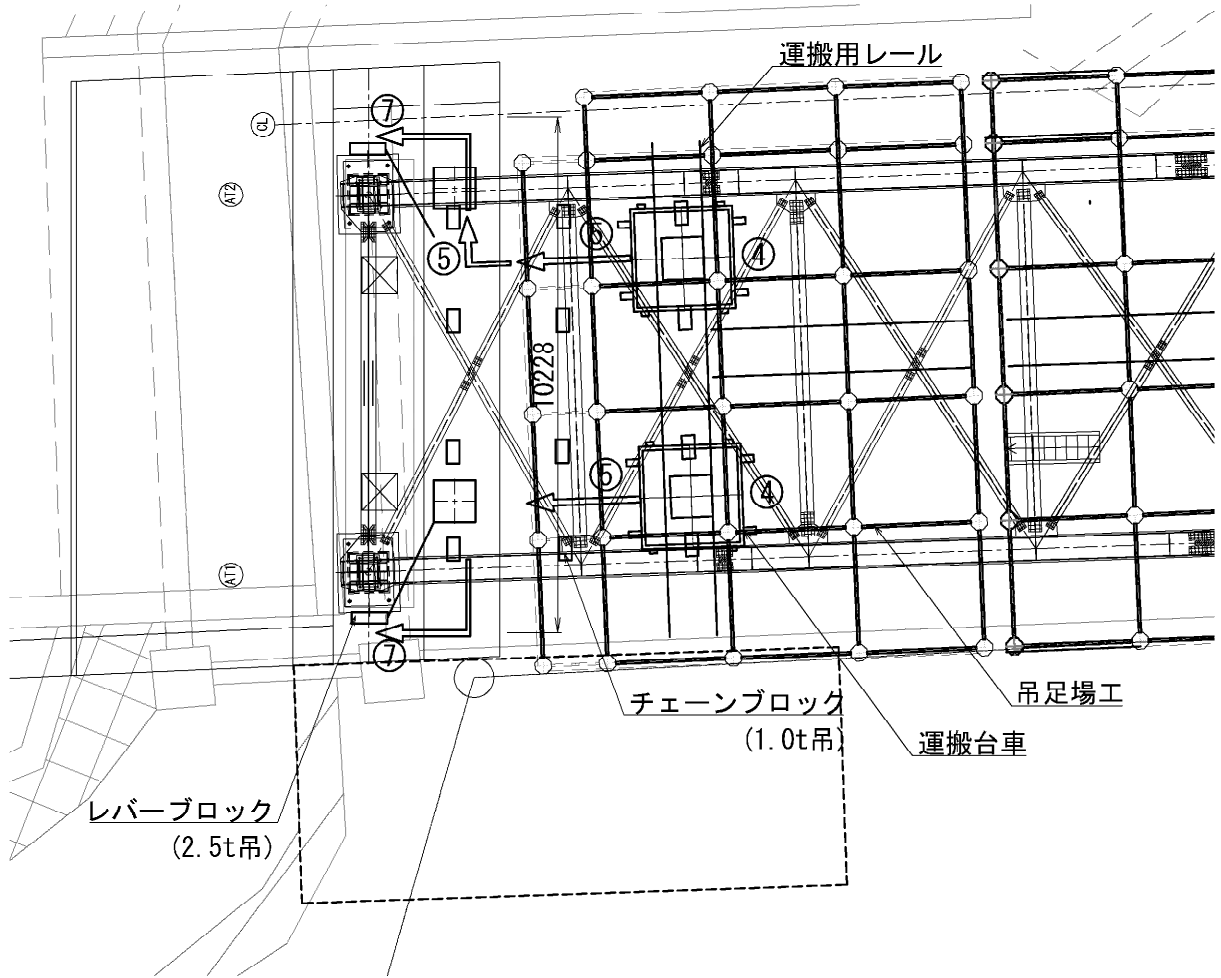 運搬用レール
⑦
CL
AT2
⑥
④
⑤
10228
⑤
④
AT1
⑦
吊足場工
チェーンブロック
(1.0t吊)
運搬台車
レバーブロック
(2.5t吊)